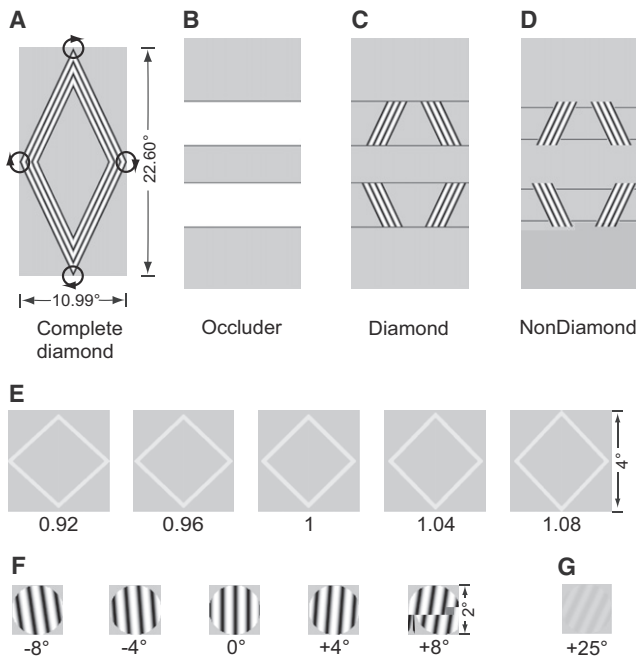 A
B
C
D
22.60°
10.99°
Complete
diamond
Occluder
Diamond
NonDiamond
E
4°
0.92
0.96
1
1.04
1.08
F
G
2°
-8°
-4°
0°
+4°
+8°
+25°